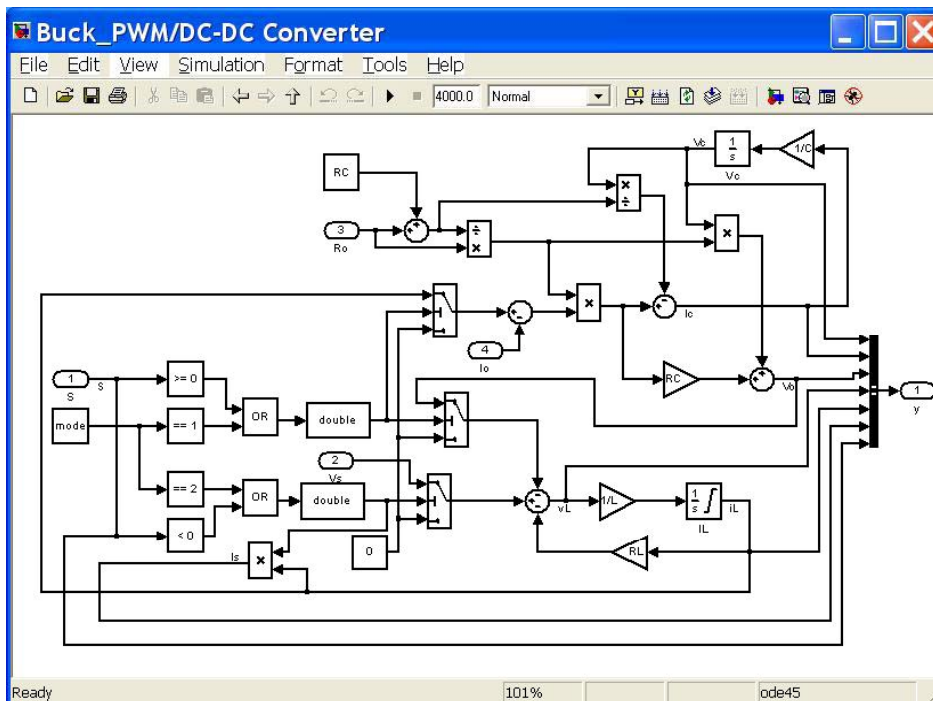 Buck_PWM/DC-DC Converter
File Edit View Simulation Format Tools Help
4000.0 Normal
Vc 1/s Vc 1/C
RC
× ÷
3 Ro
÷ ×
×
×
Ic
4 Io
1 S S
>= 0
OR
double
RC
Vo
1 y
mode
== 1
2 Vs
== 2
OR
double
vL
1/L
1/s IL
iL
< 0
Is
×
0
RL
Ready 101% ode45